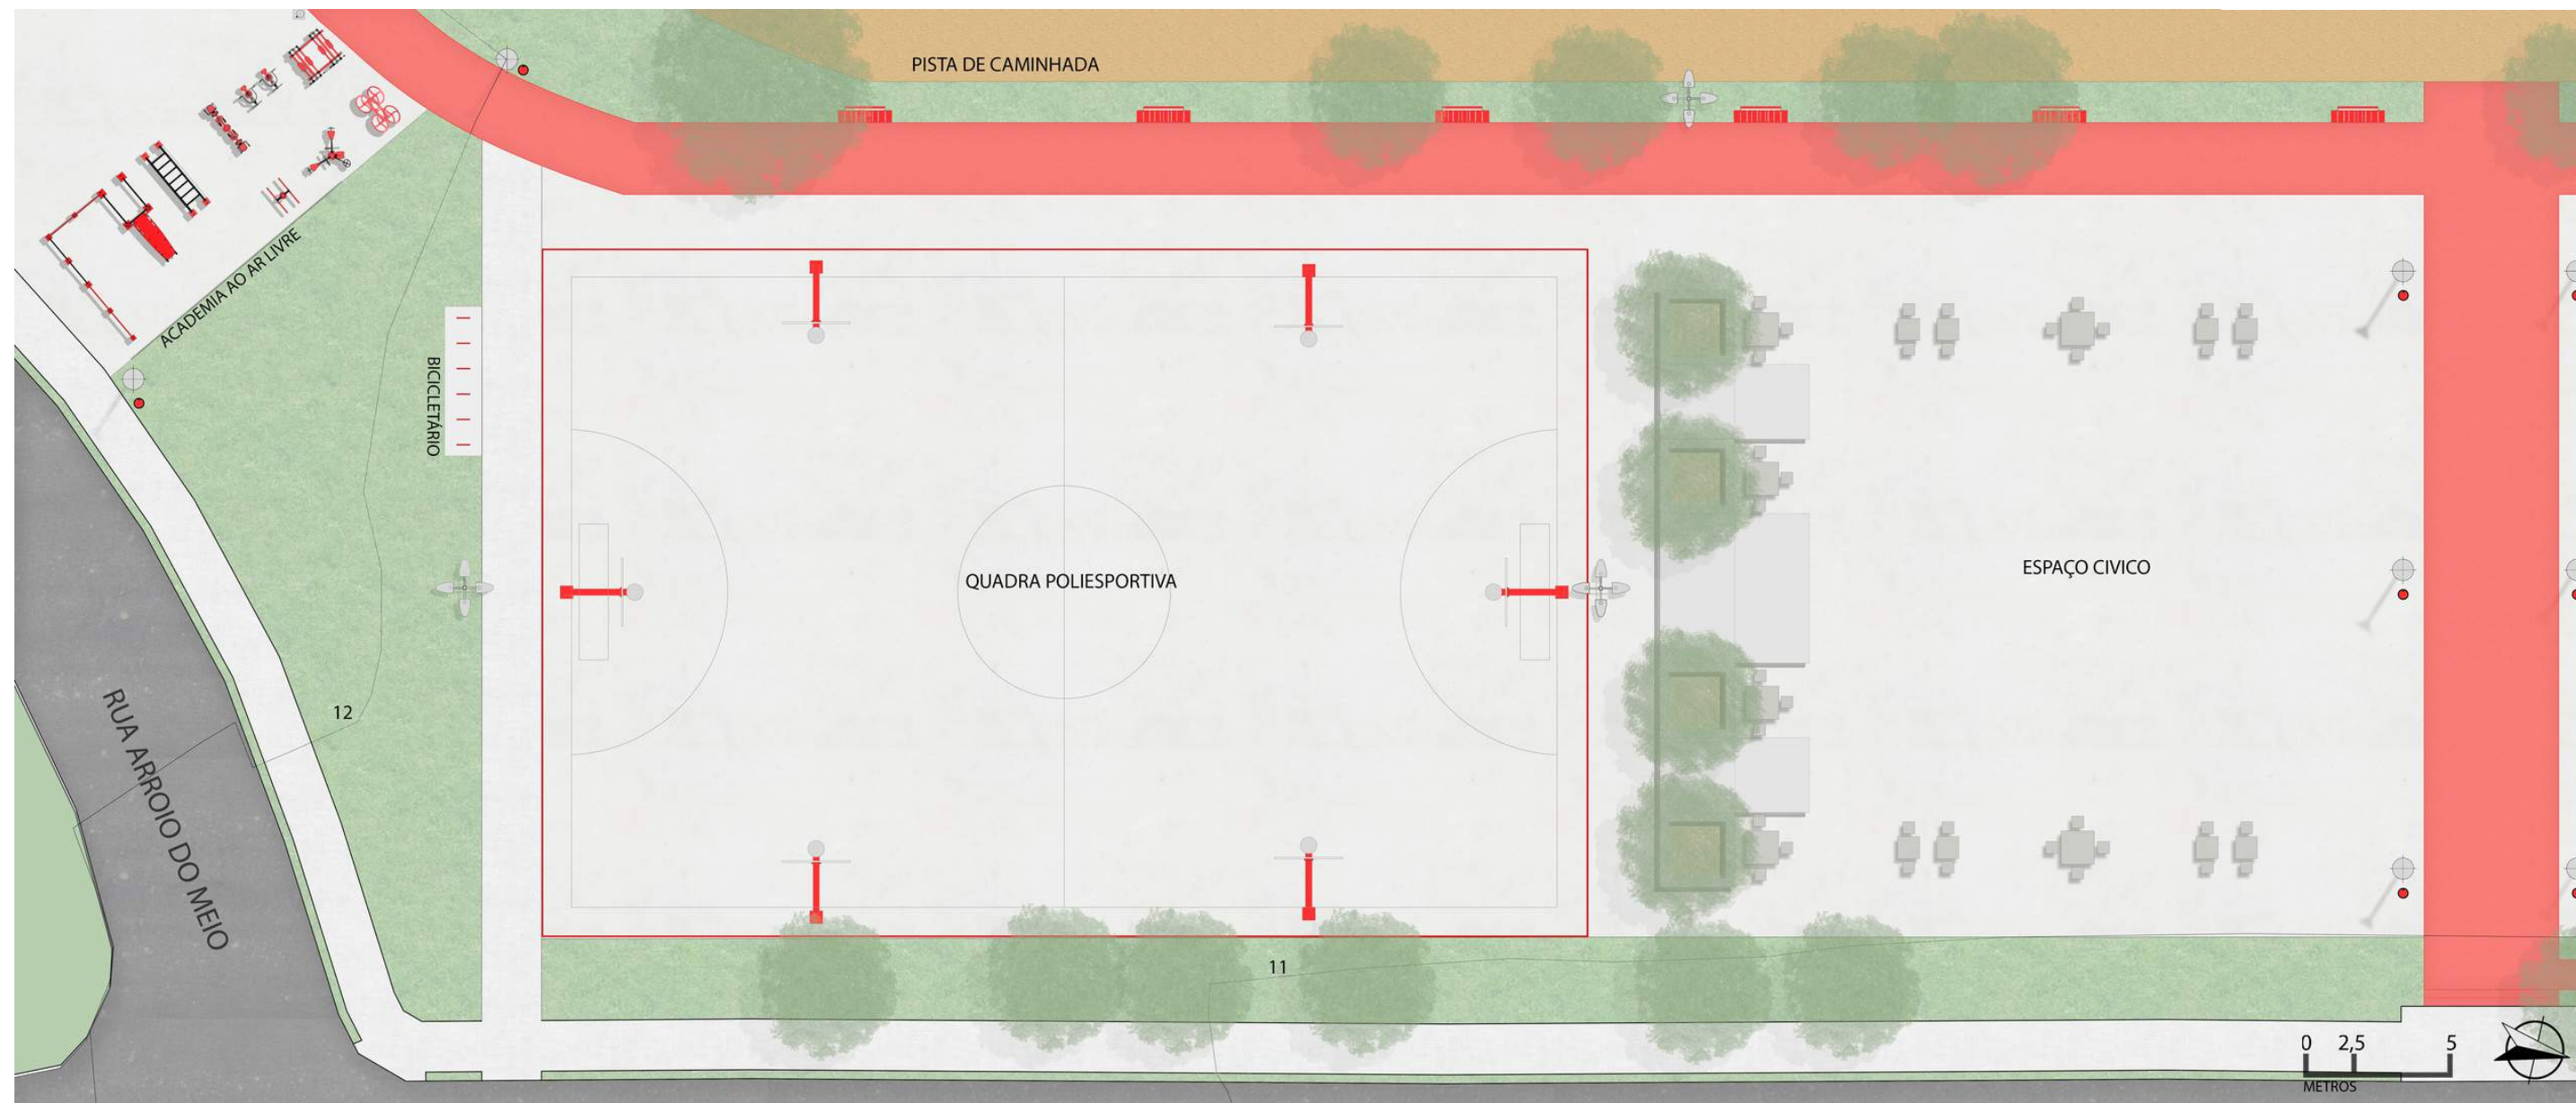 PISTA DE CAMINHADA
ACADEMIA AO AR LIVRE
BICICLETÁRIO
QUADRA POLIESPORTIVA
ESPAÇO CIVICO
12
RUA ARROIO DO MEIO
11
0 2,5 5
METROS